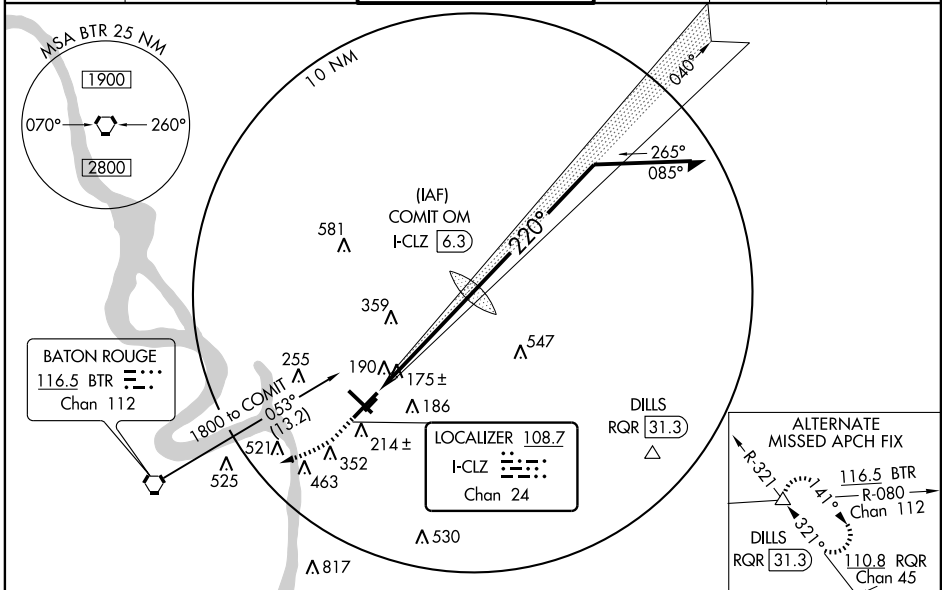 MSA BTR 25 NM
1900
070°
260°
2800
10 NM
040°
265°
085°
220°
(IAF)
COMIT OM
I-CLZ 6.3
581
359
547
BATON ROUGE
116.5 BTR
Chan 112
255
190
175±
186
1800 to COMIT
053°
(13.2)
521
525
463
352
214±
LOCALIZER 108.7
I-CLZ
Chan 24
DILLS
RQR 31.3
530
817
ALTERNATE
MISSED APCH FIX
R-321
141°
116.5 BTR
R-080
Chan 112
321°
DILLS
RQR 31.3
110.8 RQR
Chan 45